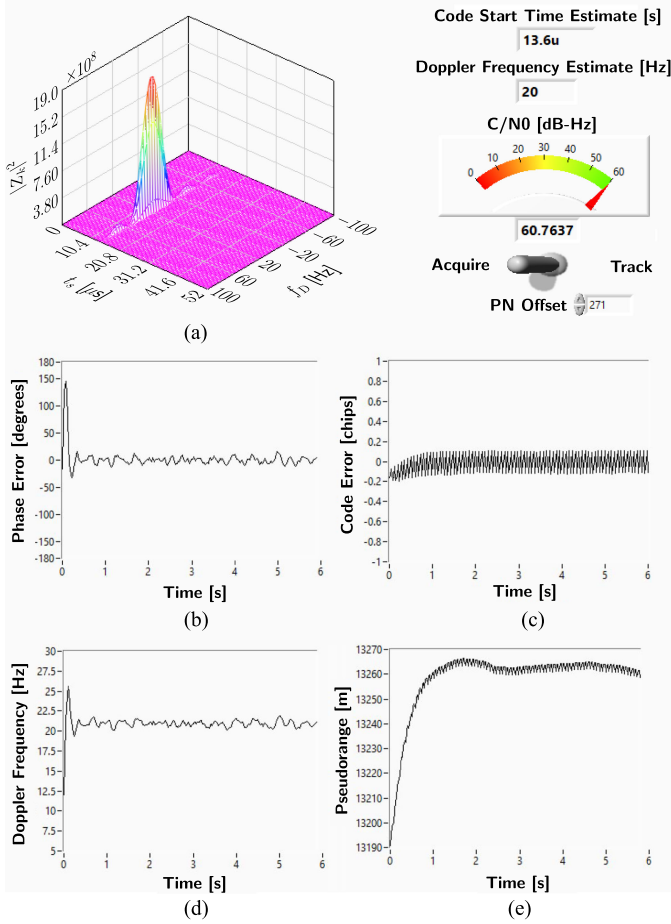 ×10⁸
19.0
15.2
11.4
7.60
3.80
0
|Z_k|²
10.4
20.8
31.2
41.6
52
t_s [μs]
100
60
20
-20
-60
-100
f_D [Hz]
(a)
Code Start Time Estimate [s]
13.6u
Doppler Frequency Estimate [Hz]
20
C/N0 [dB-Hz]
0 10 20 30 40 50 60
60.7637
Acquire Track
PN Offset 271
180
150
100
50
0
-50
-100
-150
-180
Phase Error [degrees]
0 1 2 3 4 5 6
Time [s]
(b)
1
0.8
0.6
0.4
0.2
0
-0.2
-0.4
-0.6
-0.8
-1
Code Error [chips]
0 1 2 3 4 5 6
Time [s]
(c)
30
27.5
25
22.5
20
17.5
15
12.5
10
7.5
5
Doppler Frequency [Hz]
0 1 2 3 4 5 6
Time [s]
(d)
13270
13260
13250
13240
13230
13220
13210
13200
13190
Pseudorange [m]
0 1 2 3 4 5 6
Time [s]
(e)